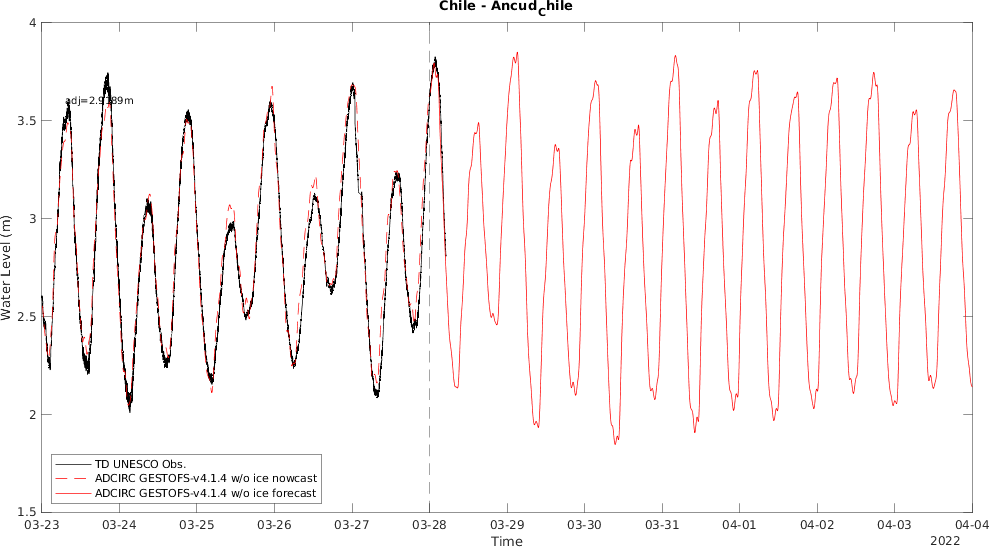 Chile - Ancud_Chile
4
adj=2.9789m
3.5
3
2.5
2
1.5
Water Level (m)
TD UNESCO Obs.
ADCIRC GESTOFS-v4.1.4 w/o ice nowcast
ADCIRC GESTOFS-v4.1.4 w/o ice forecast
03-23 03-24 03-25 03-26 03-27 03-28 03-29 03-30 03-31 04-01 04-02 04-03 04-04
Time
2022